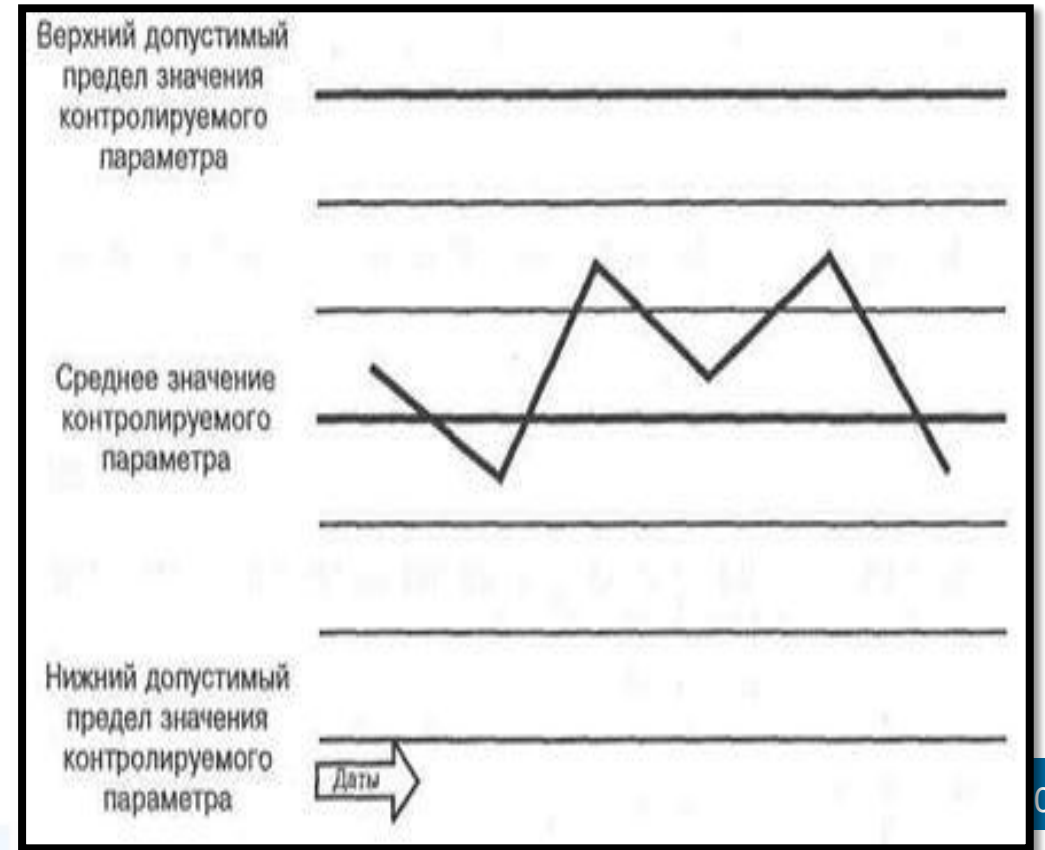 Верхний допустимый
предел значения
контролируемого
параметра
Среднее значение
контролируемого
параметра
Нижний допустимый
предел значения
контролируемого
параметра
Даты